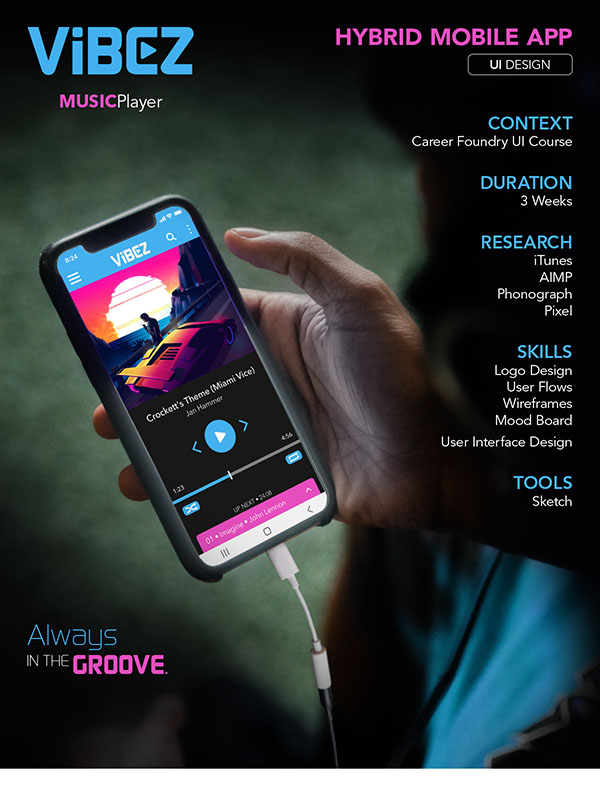 ViBEZ
MUSICPlayer
HYBRID MOBILE APP
UI DESIGN
CONTEXT
Career Foundry UI Course
DURATION
3 Weeks
RESEARCH
iTunes
AIMP
Phonograph
Pixel
SKILLS
Logo Design
User Flows
Wireframes
Mood Board
User Interface Design
TOOLS
Sketch
8:24
ViBEZ
Crockett's Theme (Miami Vice)
Jan Hammer
1:23
4:56
UP NEXT • 24:08
01 • Imagine • John Lennon
Always
IN THE GROOVE.